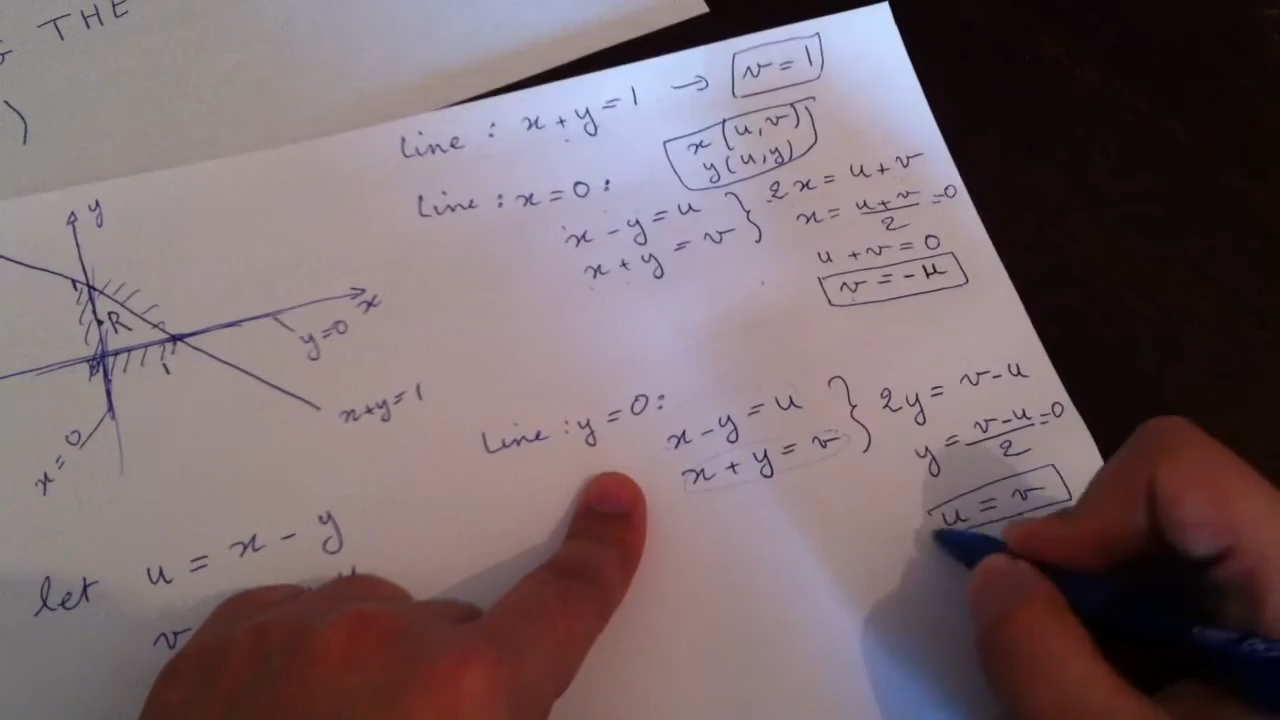 G THE
)
Line : x + y = 1 → v = 1
x (u, v)
y (u, y)
Line : x = 0 :
x - y = u
x + y = v
} 2x = u + v
x = u + v / 2 = 0
u + v = 0
v = -u
y
R
1
x
y = 0
x + y = 1
x = 0
Line : y = 0 :
x - y = u
x + y = v
} 2y = v - u
y = v - u / 2 = 0
u = v
let u = x - y
v